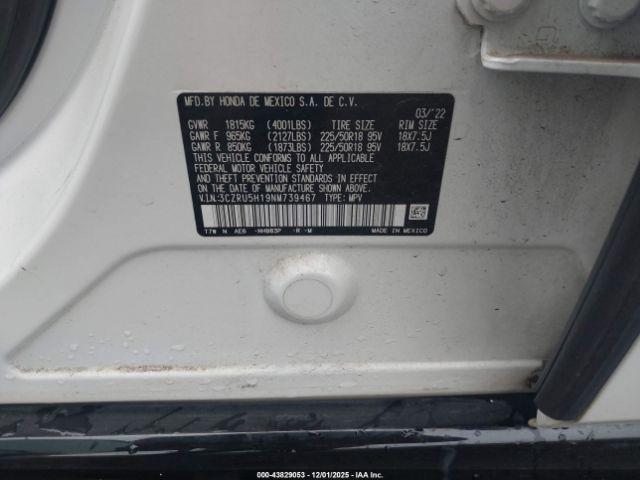 MFD.BY HONDA DE MEXICO S.A. DE C.V.
03/'22
GVWR 1815KG (4001LBS) TIRE SIZE RIM SIZE
GAWR F 965KG (2127LBS) 225/50R18 95V 18X7.5J
GAWR R 850KG (1873LBS) 225/50R18 95V 18X7.5J
THIS VEHICLE CONFORMS TO ALL APPLICABLE
FEDERAL MOTOR VEHICLE SAFETY AND THEFT
PREVENTION STANDARDS IN EFFECT ON THE
DATE OF MANUFACTURE SHOWN ABOVE.
V.I.N:3CZRU5H19NM739467 TYPE: MPV
T7W N AE6 -NH883P -R -M MADE IN MEXICO
000-43829053 - 12/01/2025 - IAA Inc.